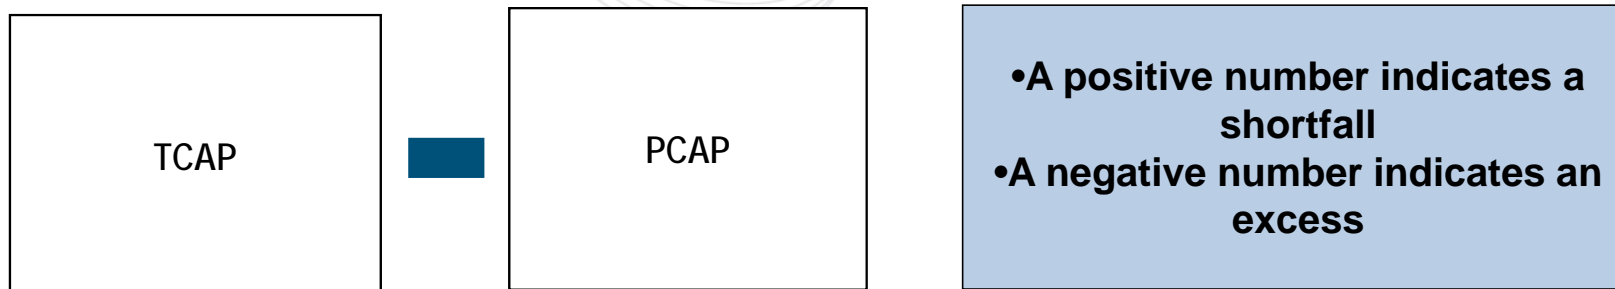 TCAP
PCAP
•A positive number indicates a
shortfall
•A negative number indicates an
excess